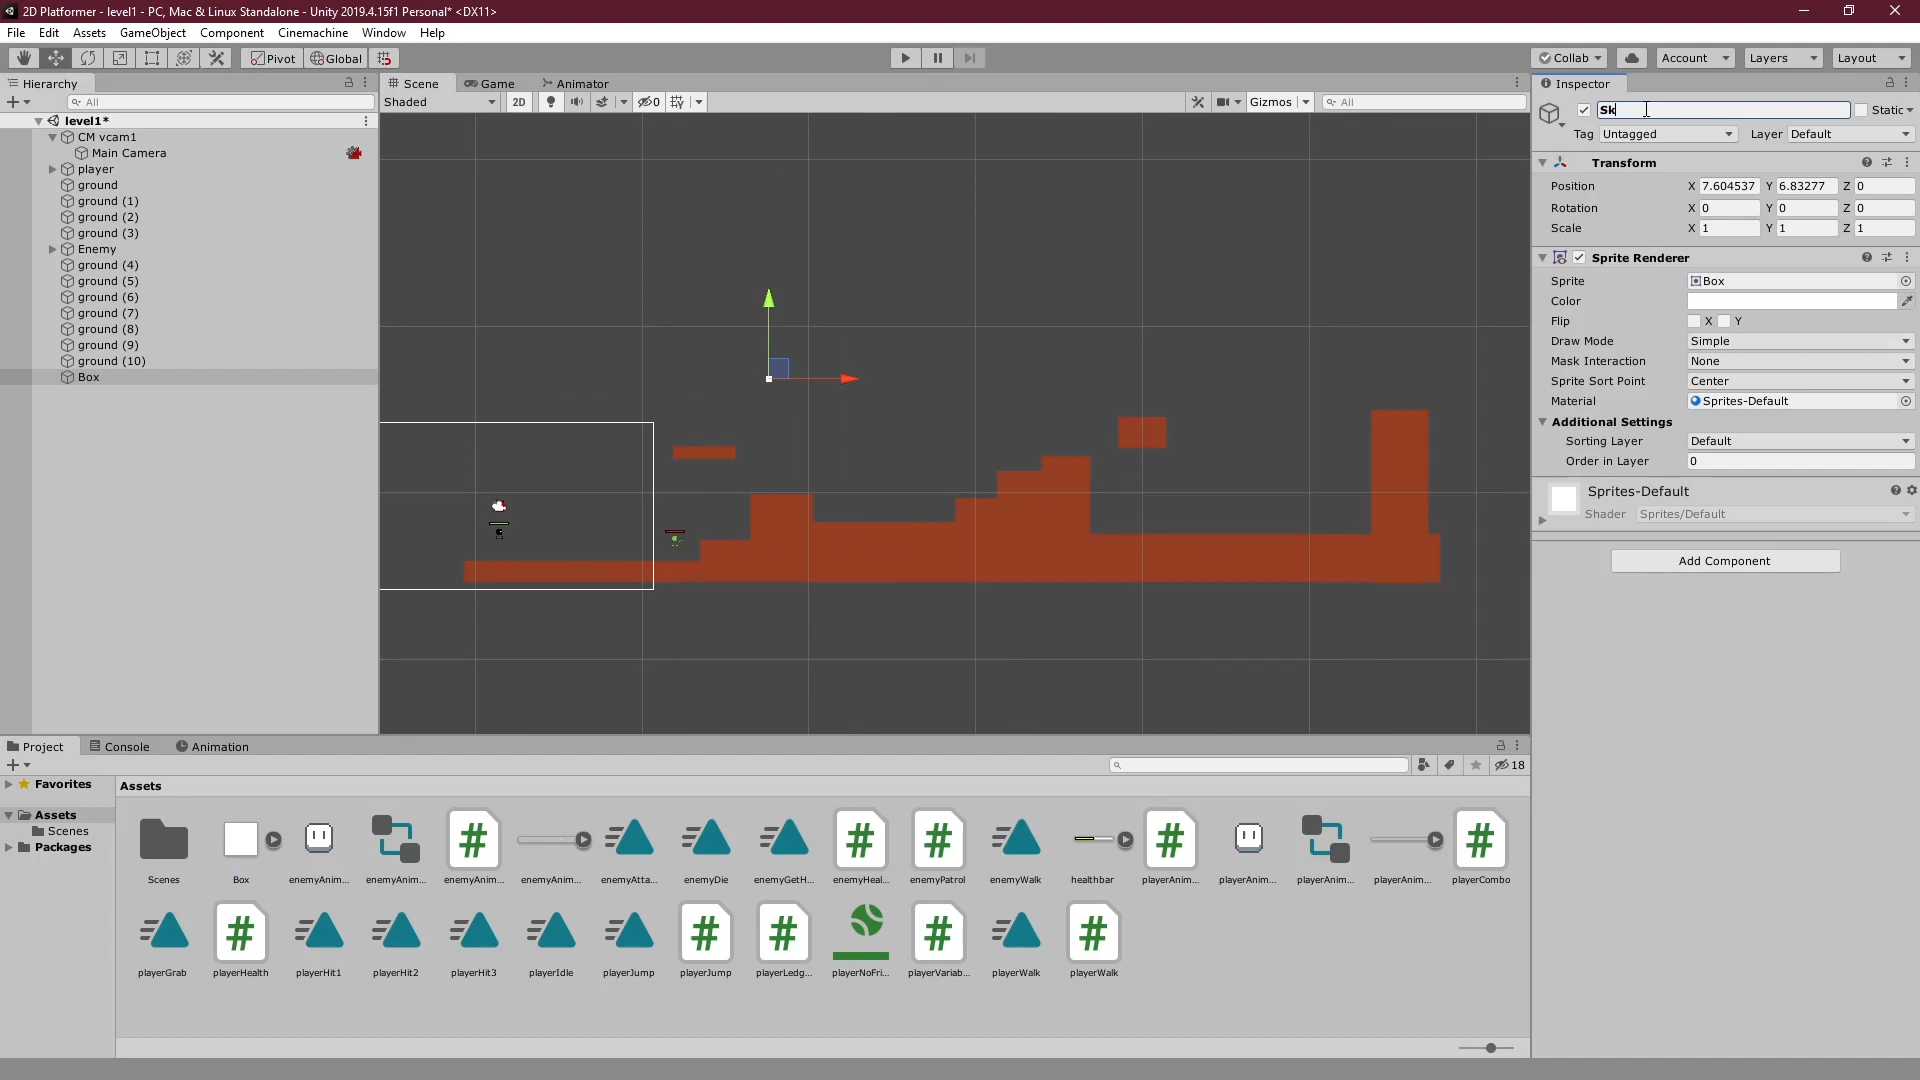 2D Platformer - level1 - PC, Mac & Linux Standalone - Unity 2019.4.15f1 Personal* <DX11>
File Edit Assets GameObject Component Cinemachine Window Help
Pivot Global Collab Account Layers Layout
Hierarchy
All
level1*
CM vcam1
Main Camera
player
ground
ground (1)
ground (2)
ground (3)
Enemy
ground (4)
ground (5)
ground (6)
ground (7)
ground (8)
ground (9)
ground (10)
Box
Scene Game Animator
Shaded 2D 0 Gizmos All
Inspector
Sk Static
Tag Untagged Layer Default
Transform
Position X 7.604537 Y 6.83277 Z 0
Rotation X 0 Y 0 Z 0
Scale X 1 Y 1 Z 1
Sprite Renderer
Sprite Box
Color
Flip X Y
Draw Mode Simple
Mask Interaction None
Sprite Sort Point Center
Material Sprites-Default
Additional Settings
Sorting Layer Default
Order in Layer 0
Sprites-Default
Shader Sprites/Default
Add Component
Project Console Animation
18
Favorites
Assets
Scenes
Packages
Assets
Scenes Box enemyAnim... enemyAnim... enemyAnim... enemyAnim... enemyAtta... enemyDie enemyGetH... enemyHeal... enemyPatrol enemyWalk healthbar playerAnim... playerAnim... playerAnim... playerAnim... playerCombo
playerGrab playerHealth playerHit1 playerHit2 playerHit3 playerIdle playerJump playerJump playerLedg... playerNoFri... playerVariab... playerWalk playerWalk